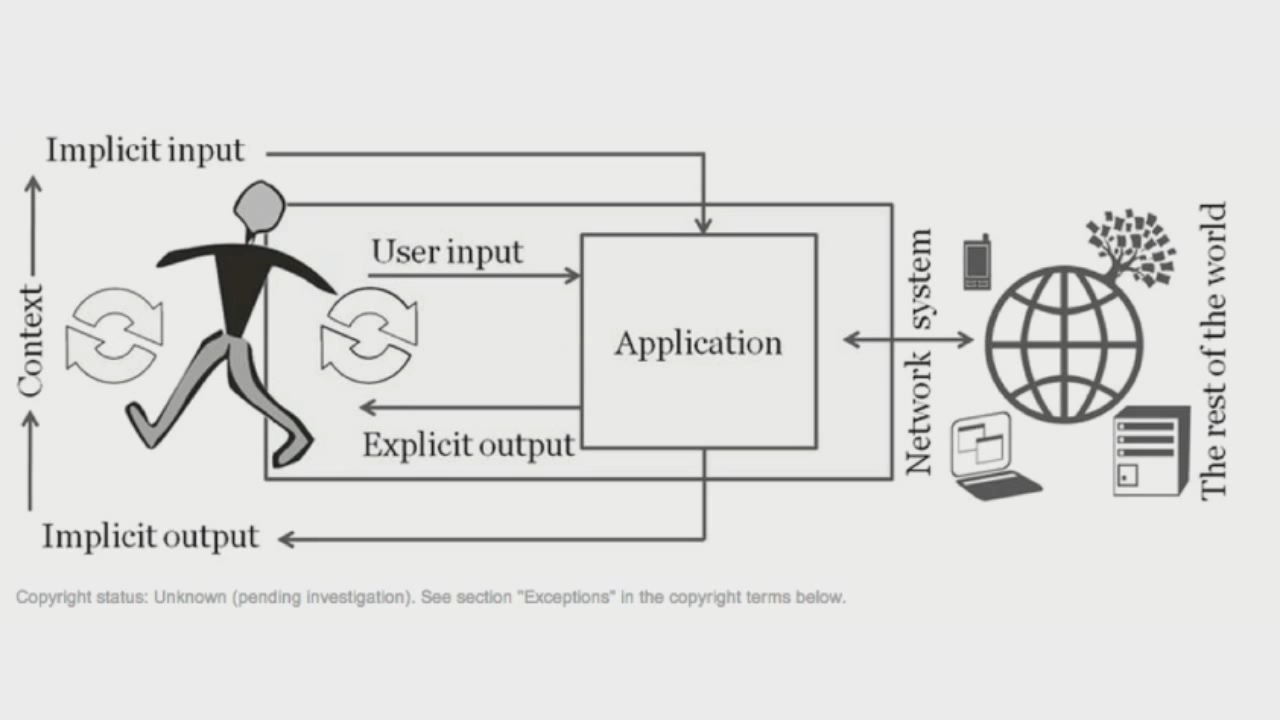 Implicit input
User input
Context
Application
Network system
The rest of the world
Explicit output
Implicit output
Copyright status: Unknown (pending investigation). See section "Exceptions" in the copyright terms below.